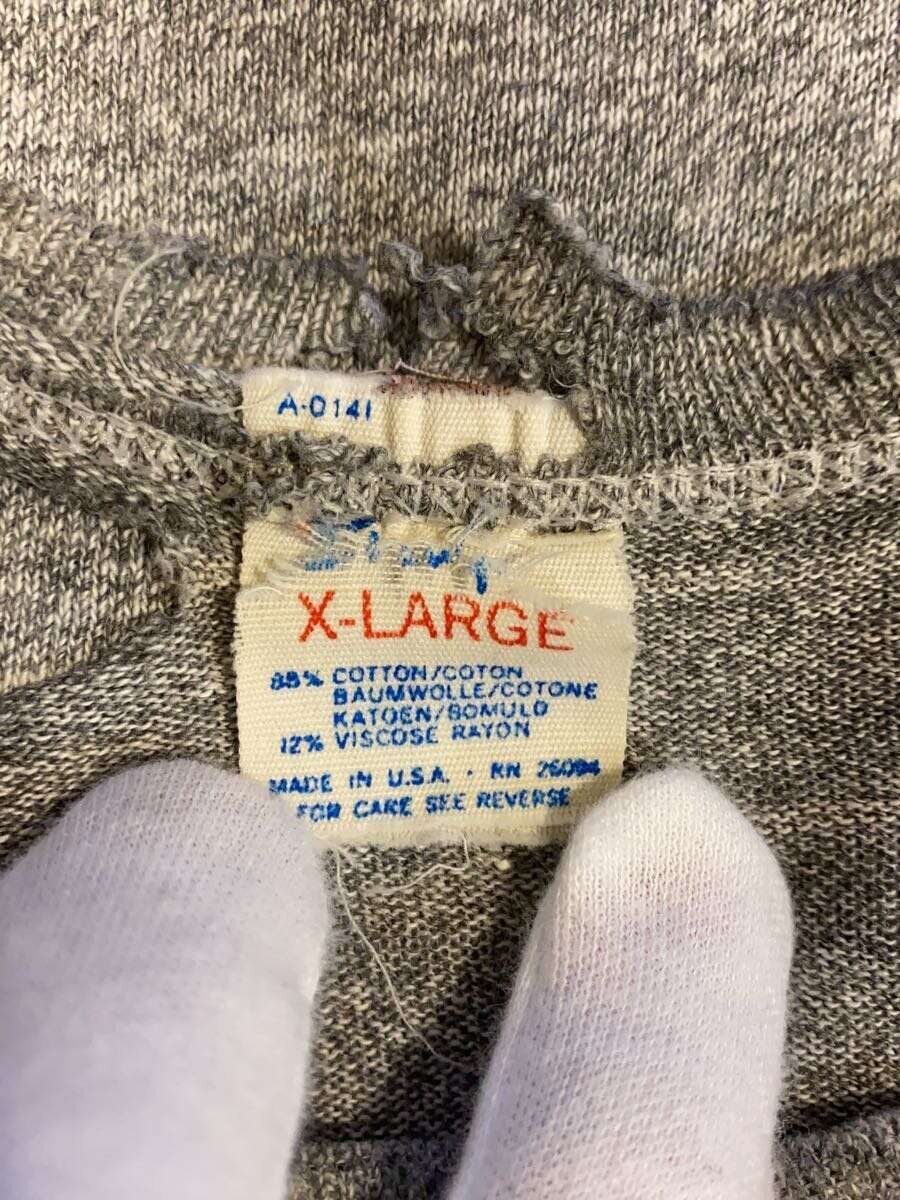 A-0141
X-LARGE
88% COTTON/COTON
BAUMWOLLE/COTONE
KATOEN/BOMULD
12% VISCOSE RAYON
MADE IN U.S.A. · RN 26094
FOR CARE SEE REVERSE